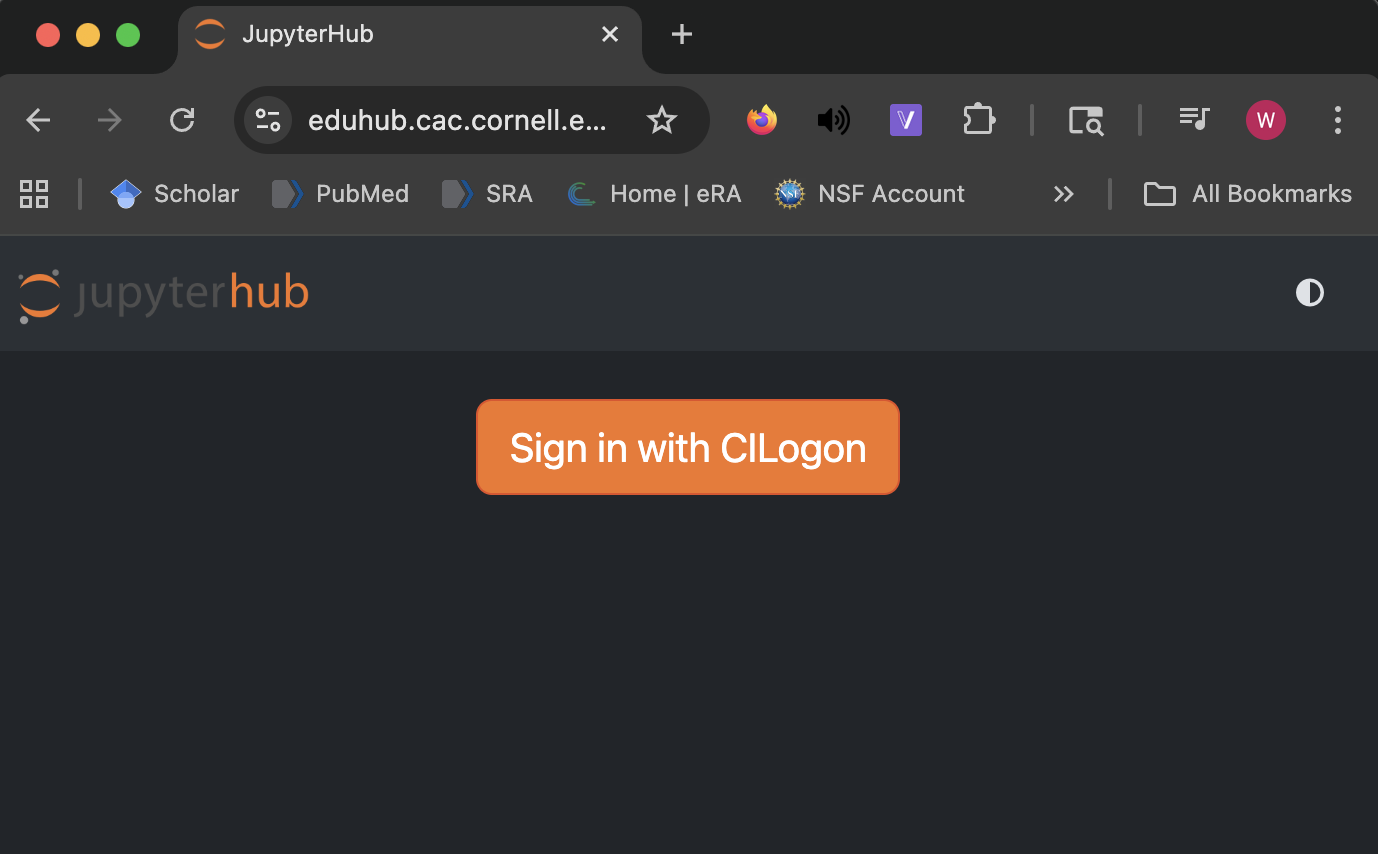 JupyterHub
eduhub.cac.cornell.e...
W
Scholar
PubMed
SRA
Home | eRA
NSF Account
All Bookmarks
jupyterhub
Sign in with CILogon